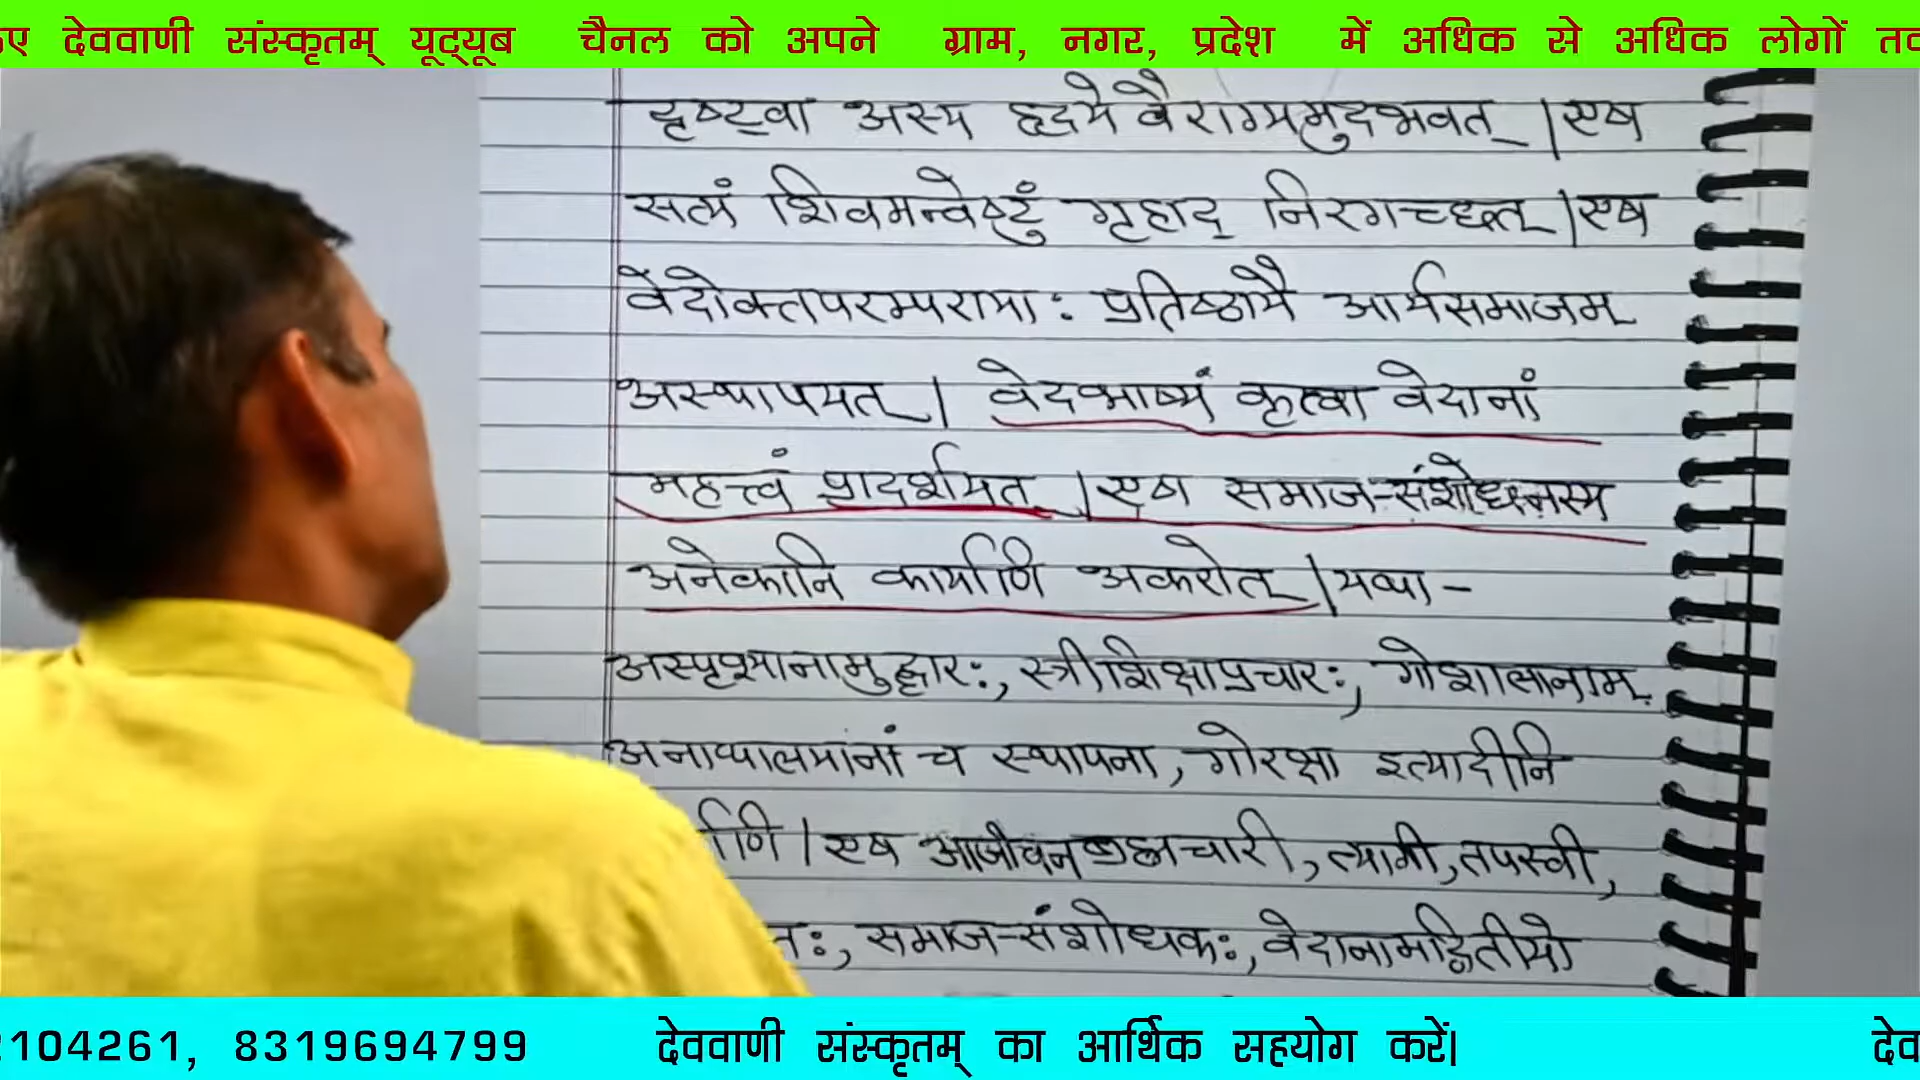 देववाणी संस्कृतम् यूट्यूब चैनल को अपने ग्राम, नगर, प्रदेश में अधिक से अधिक लोगों
दृष्ट्वा अस्य हृदये वैराग्यमुदभवत् | एष
सत्यं शिवमन्वेष्टुं गृहाद् निरगच्छत् | एष
वेदोक्तपरम्परायाः प्रतिष्ठायै आर्यसमाजम्
अस्थापयत् | वेदभाष्यं कृत्वा वेदानां
महत्त्वं प्रादर्शयत् | एष समाज-संशोधनस्य
अनेकानि कार्याणि अकरोत् | यथा -
अस्पृश्यानामुद्धारः, स्त्रीशिक्षाप्रचारः, गोशालानाम्
अनाथालयानां च स्थापना, गोरक्षा इत्यादीनि
| एष आजीवनब्रह्मचारी, त्यागी, तपस्वी,
समाज-संशोधकः, वेदानामद्वितीयो
2104261, 8319694799 देववाणी संस्कृतम् का आर्थिक सहयोग करें।